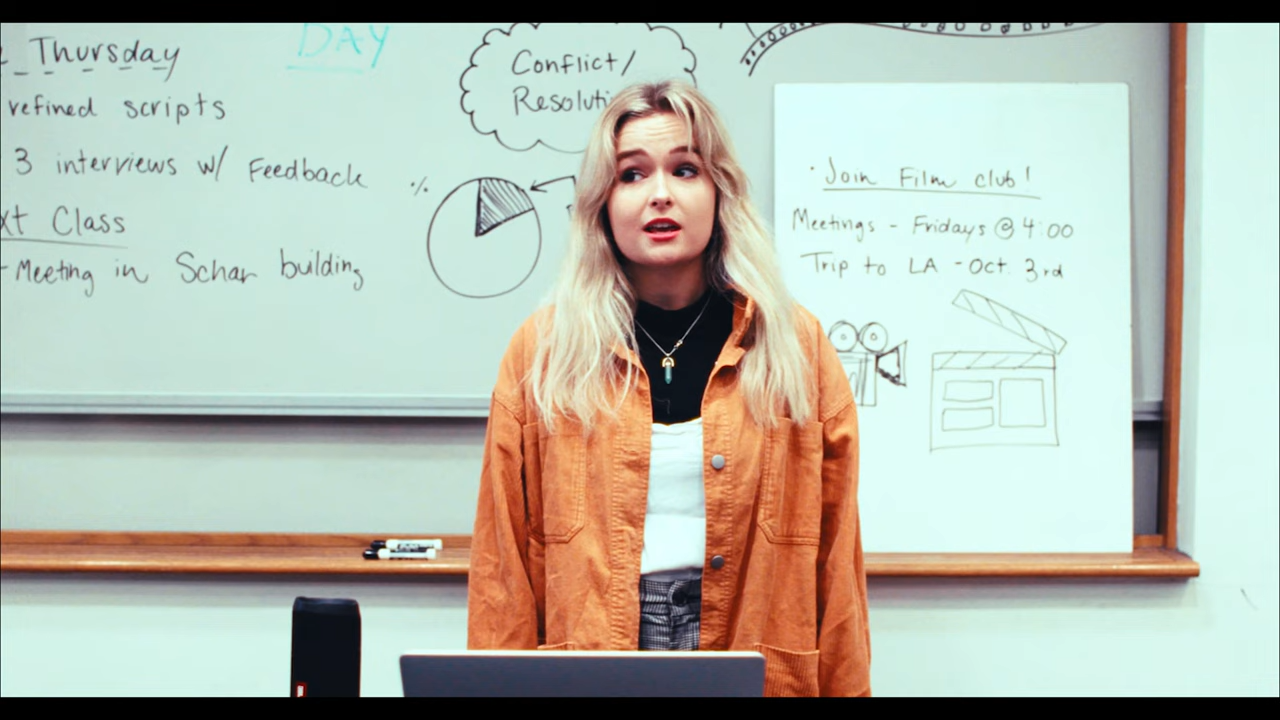 Thursday
refined scripts
3 interviews w/ Feedback
xt Class
- Meeting in Schar building
DAY
Conflict/
Resoluti
%
· Join Film club!
Meetings - Fridays @ 4:00
Trip to LA - Oct. 3rd